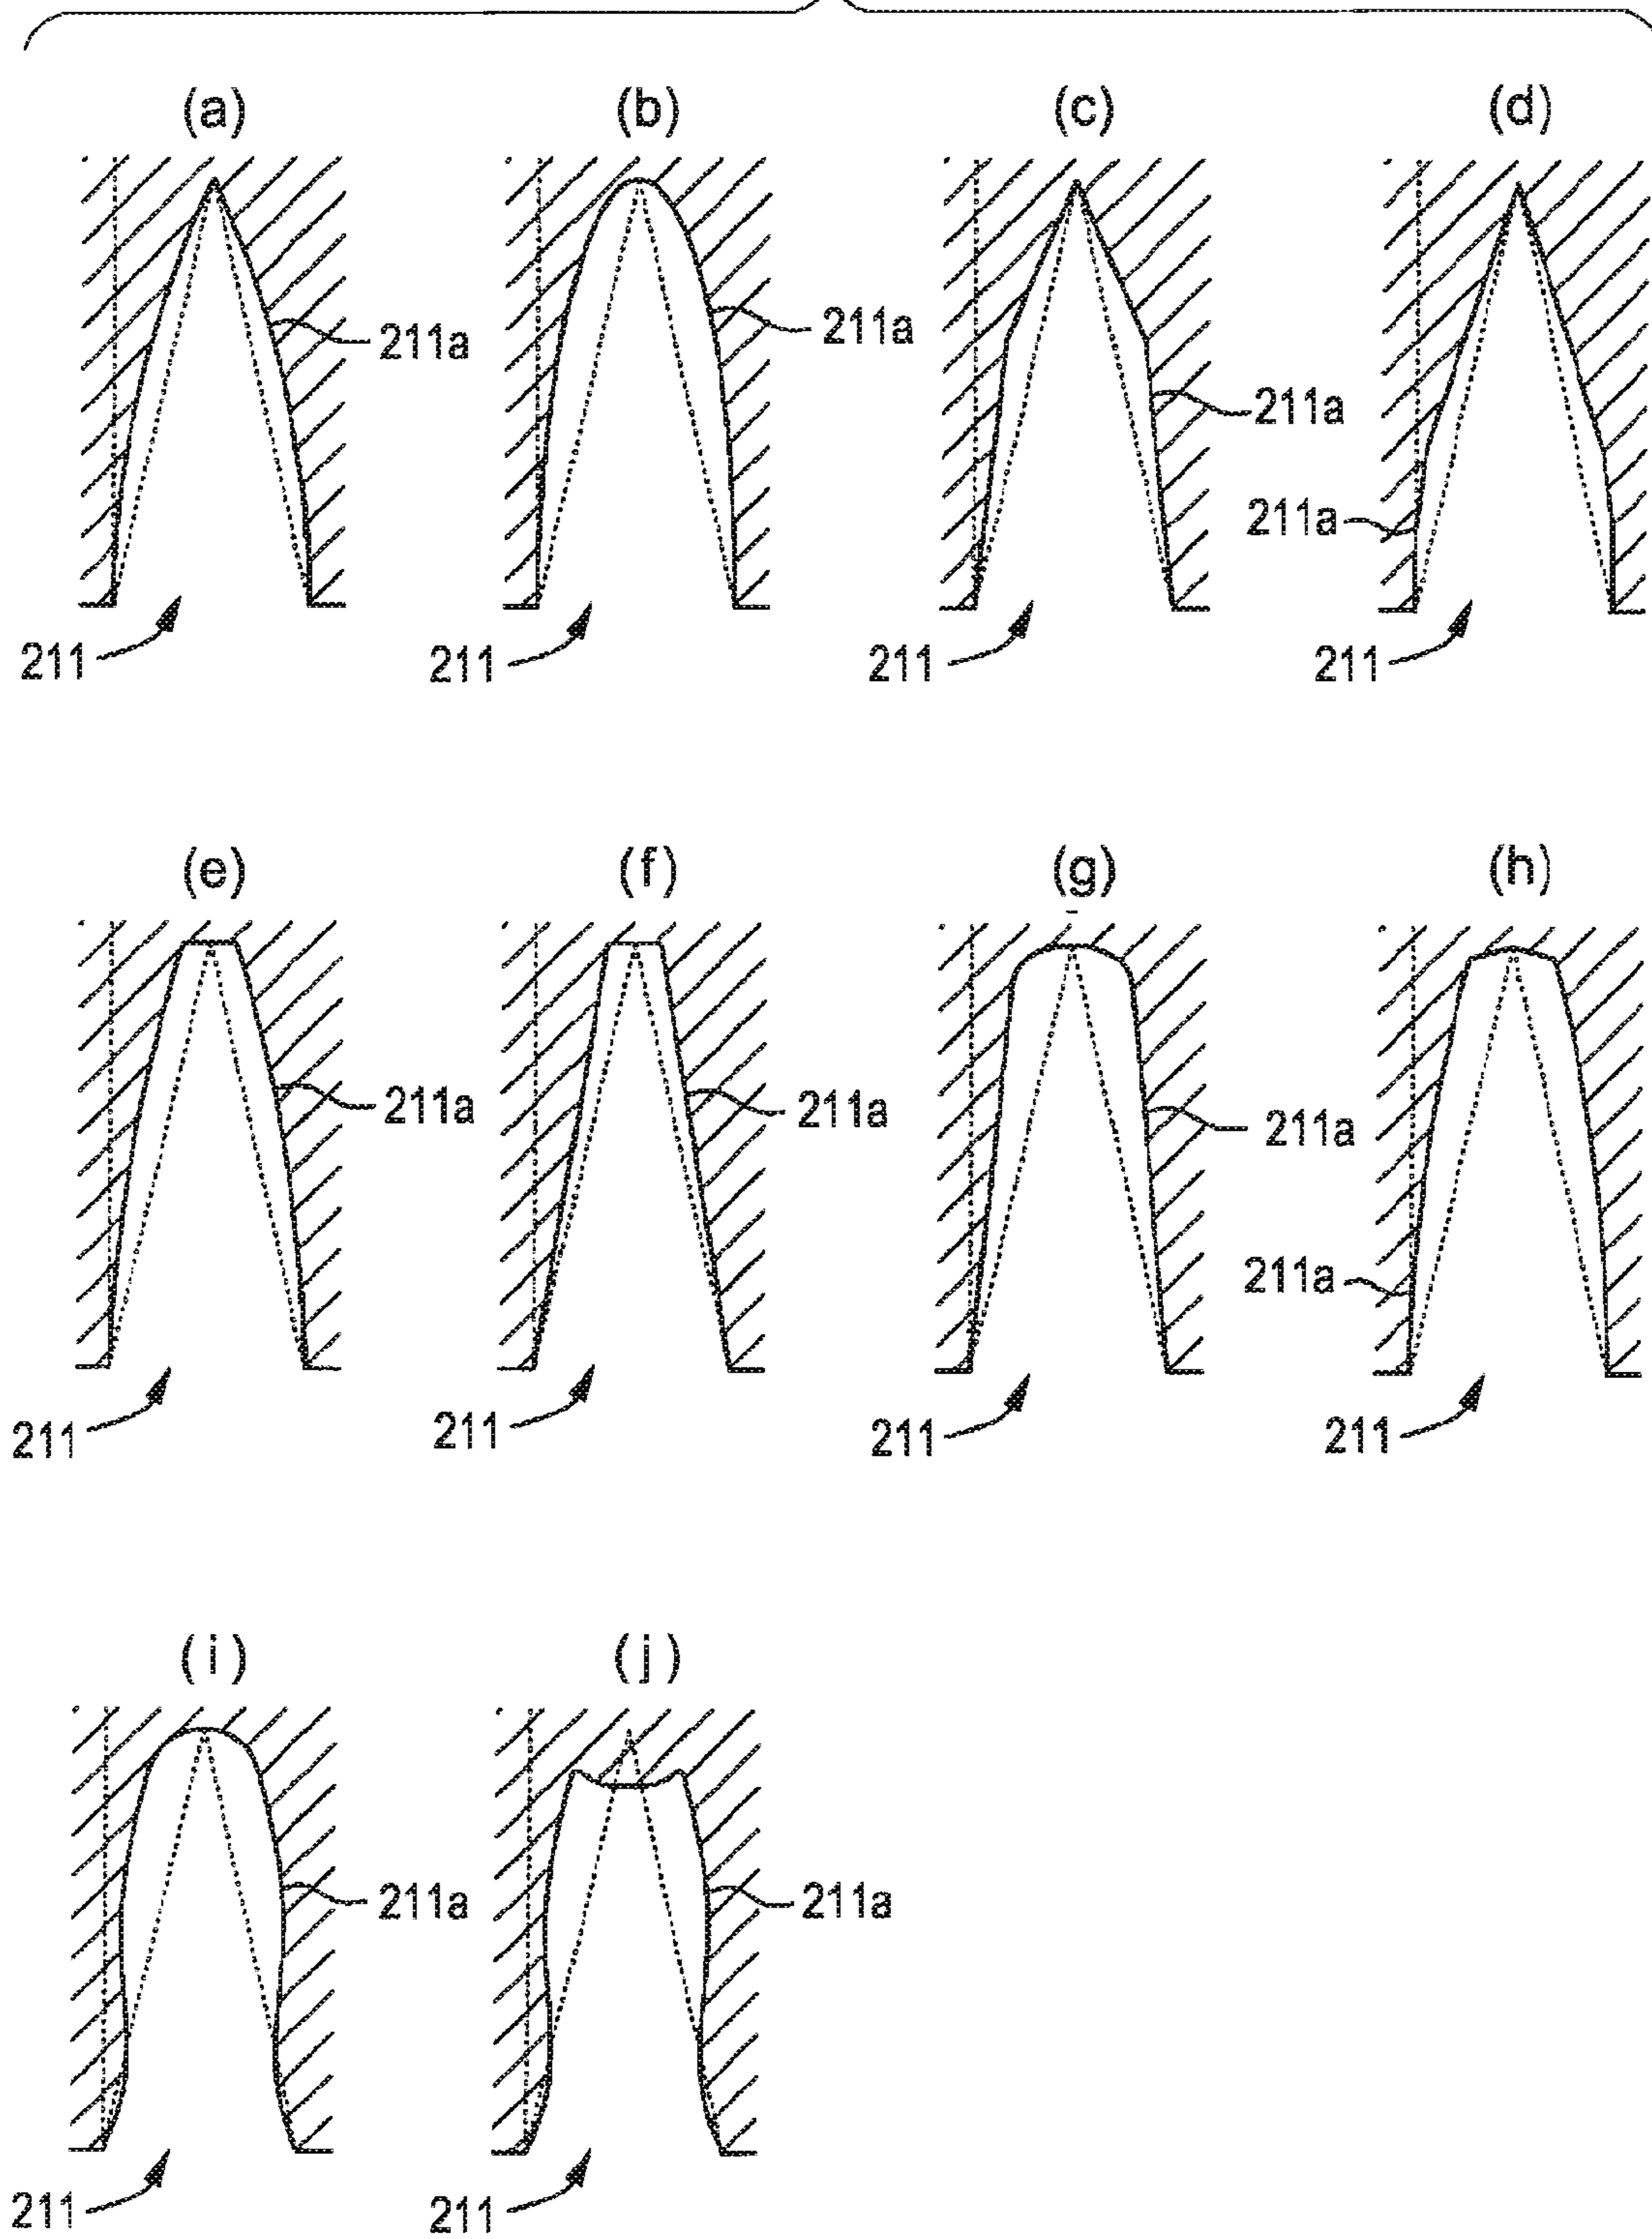 (a) (b) (c) (d)
211a 211a
211a
211a
211 211 211 211
(e) (f) (g) (h)
211a 211a 211a
211a
211 211 211 211
(i) (j)
211a 211a
211 211